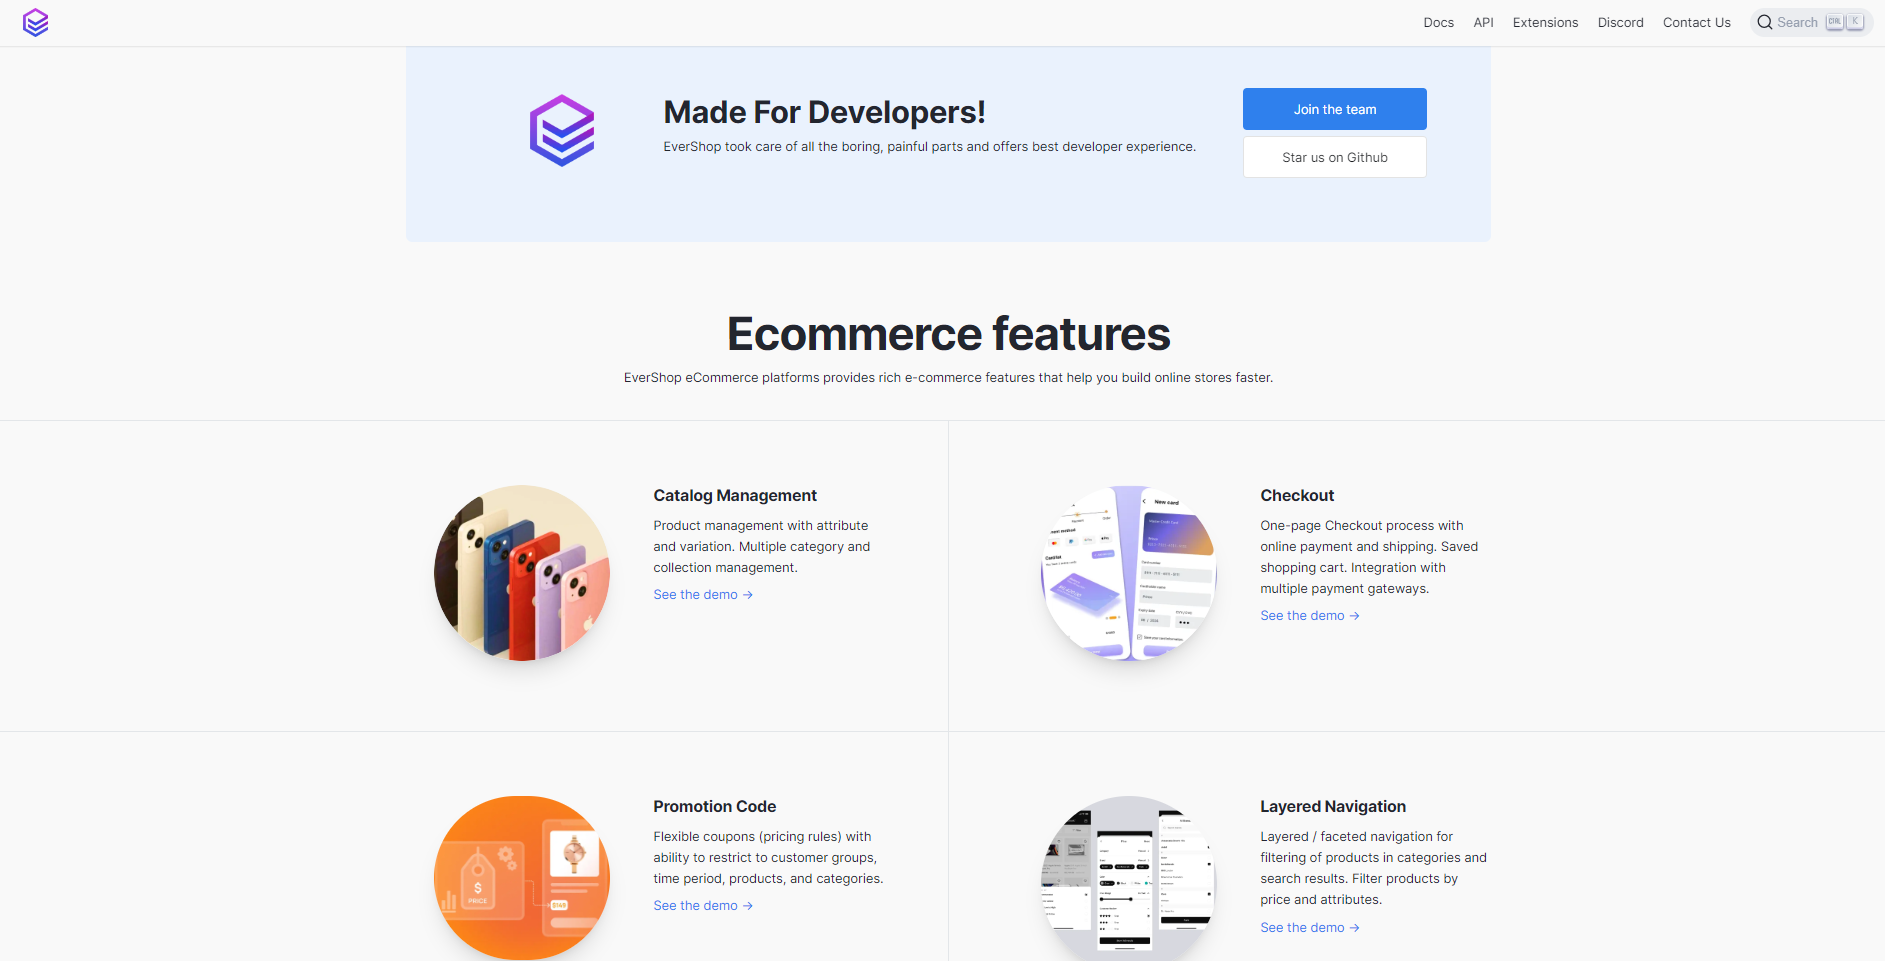 Docs API Extensions Discord Contact Us Search CTRL K
Made For Developers!
EverShop took care of all the boring, painful parts and offers best developer experience.
Join the team
Star us on Github
Ecommerce features
EverShop eCommerce platforms provides rich e-commerce features that help you build online stores faster.
Catalog Management
Product management with attribute
and variation. Multiple category and
collection management.
See the demo →
New card
Checkout
One-page Checkout process with
online payment and shipping. Saved
shopping cart. Integration with
multiple payment gateways.
See the demo →
$
PRICE
$149
Promotion Code
Flexible coupons (pricing rules) with
ability to restrict to customer groups,
time period, products, and categories.
See the demo →
Layered Navigation
Layered / faceted navigation for
filtering of products in categories and
search results. Filter products by
price and attributes.
See the demo →